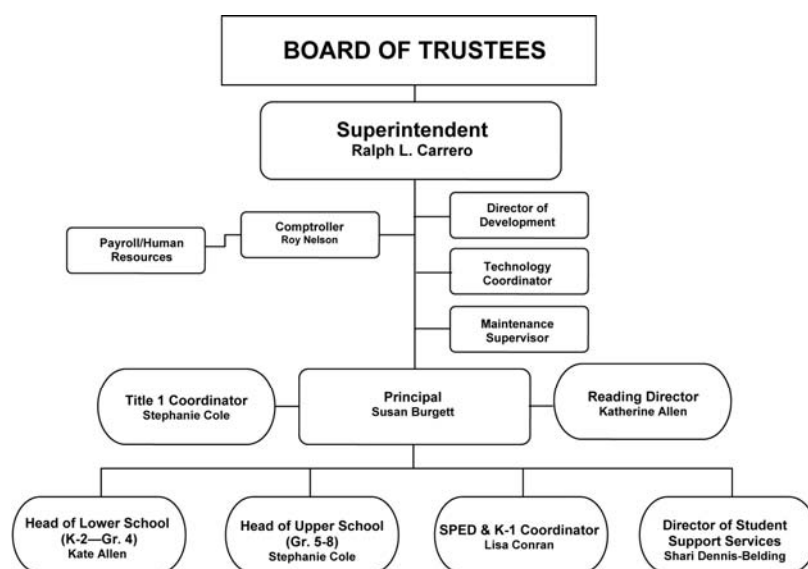 BOARD OF TRUSTEES
Superintendent
Ralph L. Carrero
Comptroller
Roy Nelson
Payroll/Human
Resources
Director of
Development
Technology
Coordinator
Maintenance
Supervisor
Title 1 Coordinator
Stephanie Cole
Principal
Susan Burgett
Reading Director
Katherine Allen
Head of Lower School
(K-2—Gr. 4)
Kate Allen
Head of Upper School
(Gr. 5-8)
Stephanie Cole
SPED & K-1 Coordinator
Lisa Conran
Director of Student
Support Services
Shari Dennis-Belding